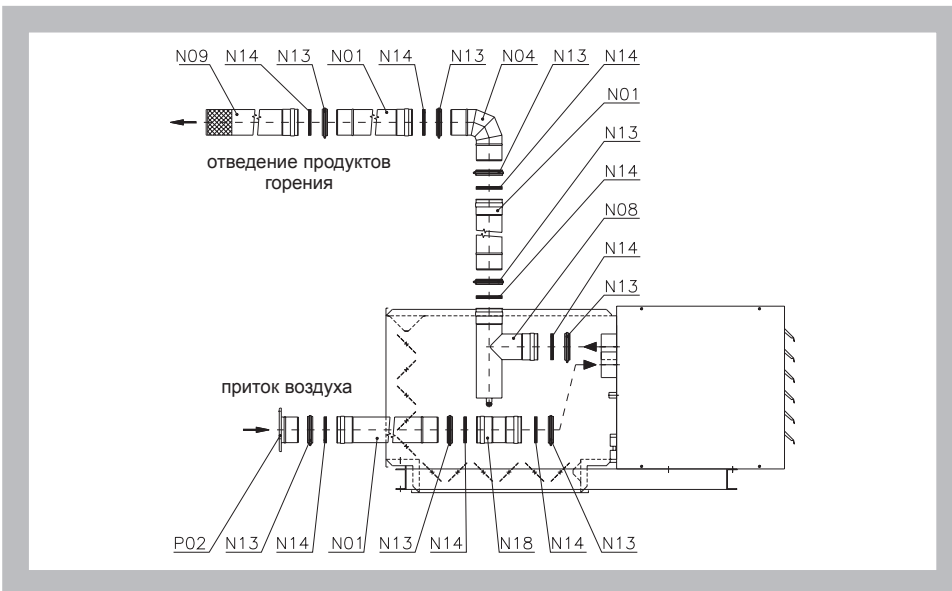 N09 N14 N13 N01 N14 N13 N04 N13 N14
N01
N13
отведение продуктов
горения
N14
N08
N14
N13
приток воздуха
P02 N13 N14 N01 N13 N14 N18 N14 N13